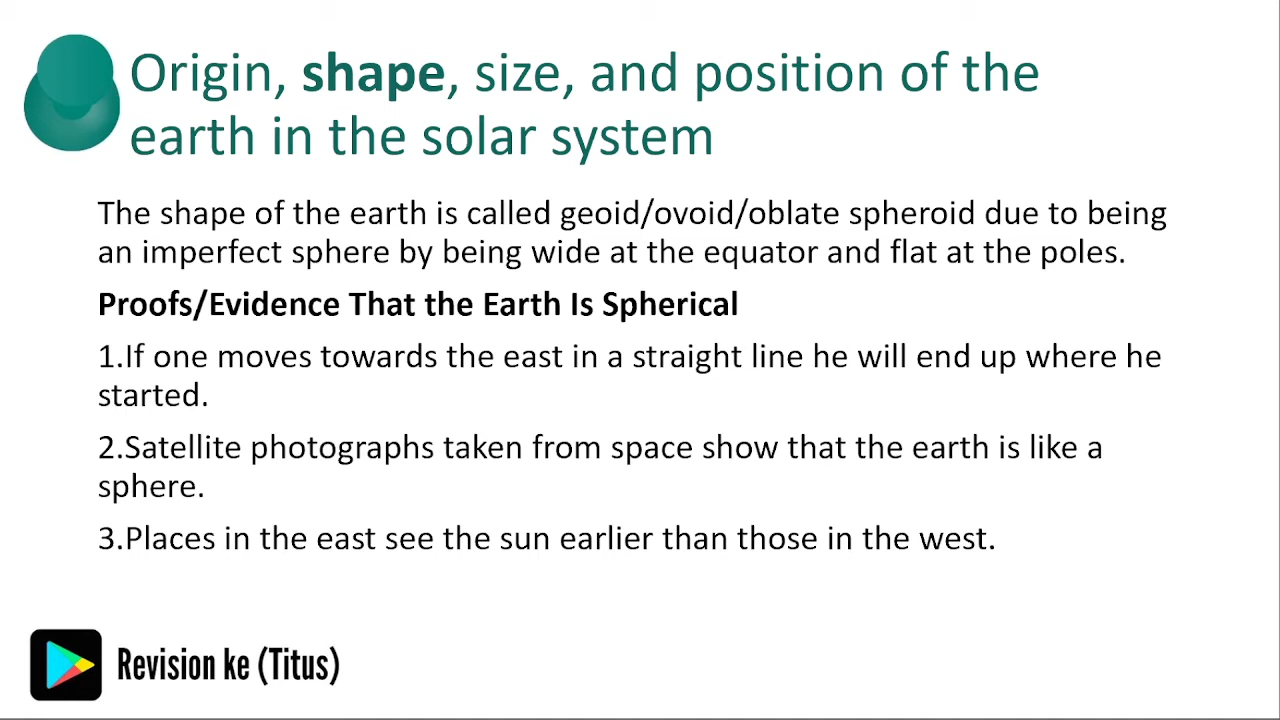 Origin, shape, size, and position of the
earth in the solar system
The shape of the earth is called geoid/ovoid/oblate spheroid due to being
an imperfect sphere by being wide at the equator and flat at the poles.
Proofs/Evidence That the Earth Is Spherical
1.If one moves towards the east in a straight line he will end up where he
started.
2.Satellite photographs taken from space show that the earth is like a
sphere.
3.Places in the east see the sun earlier than those in the west.
Revision ke (Titus)